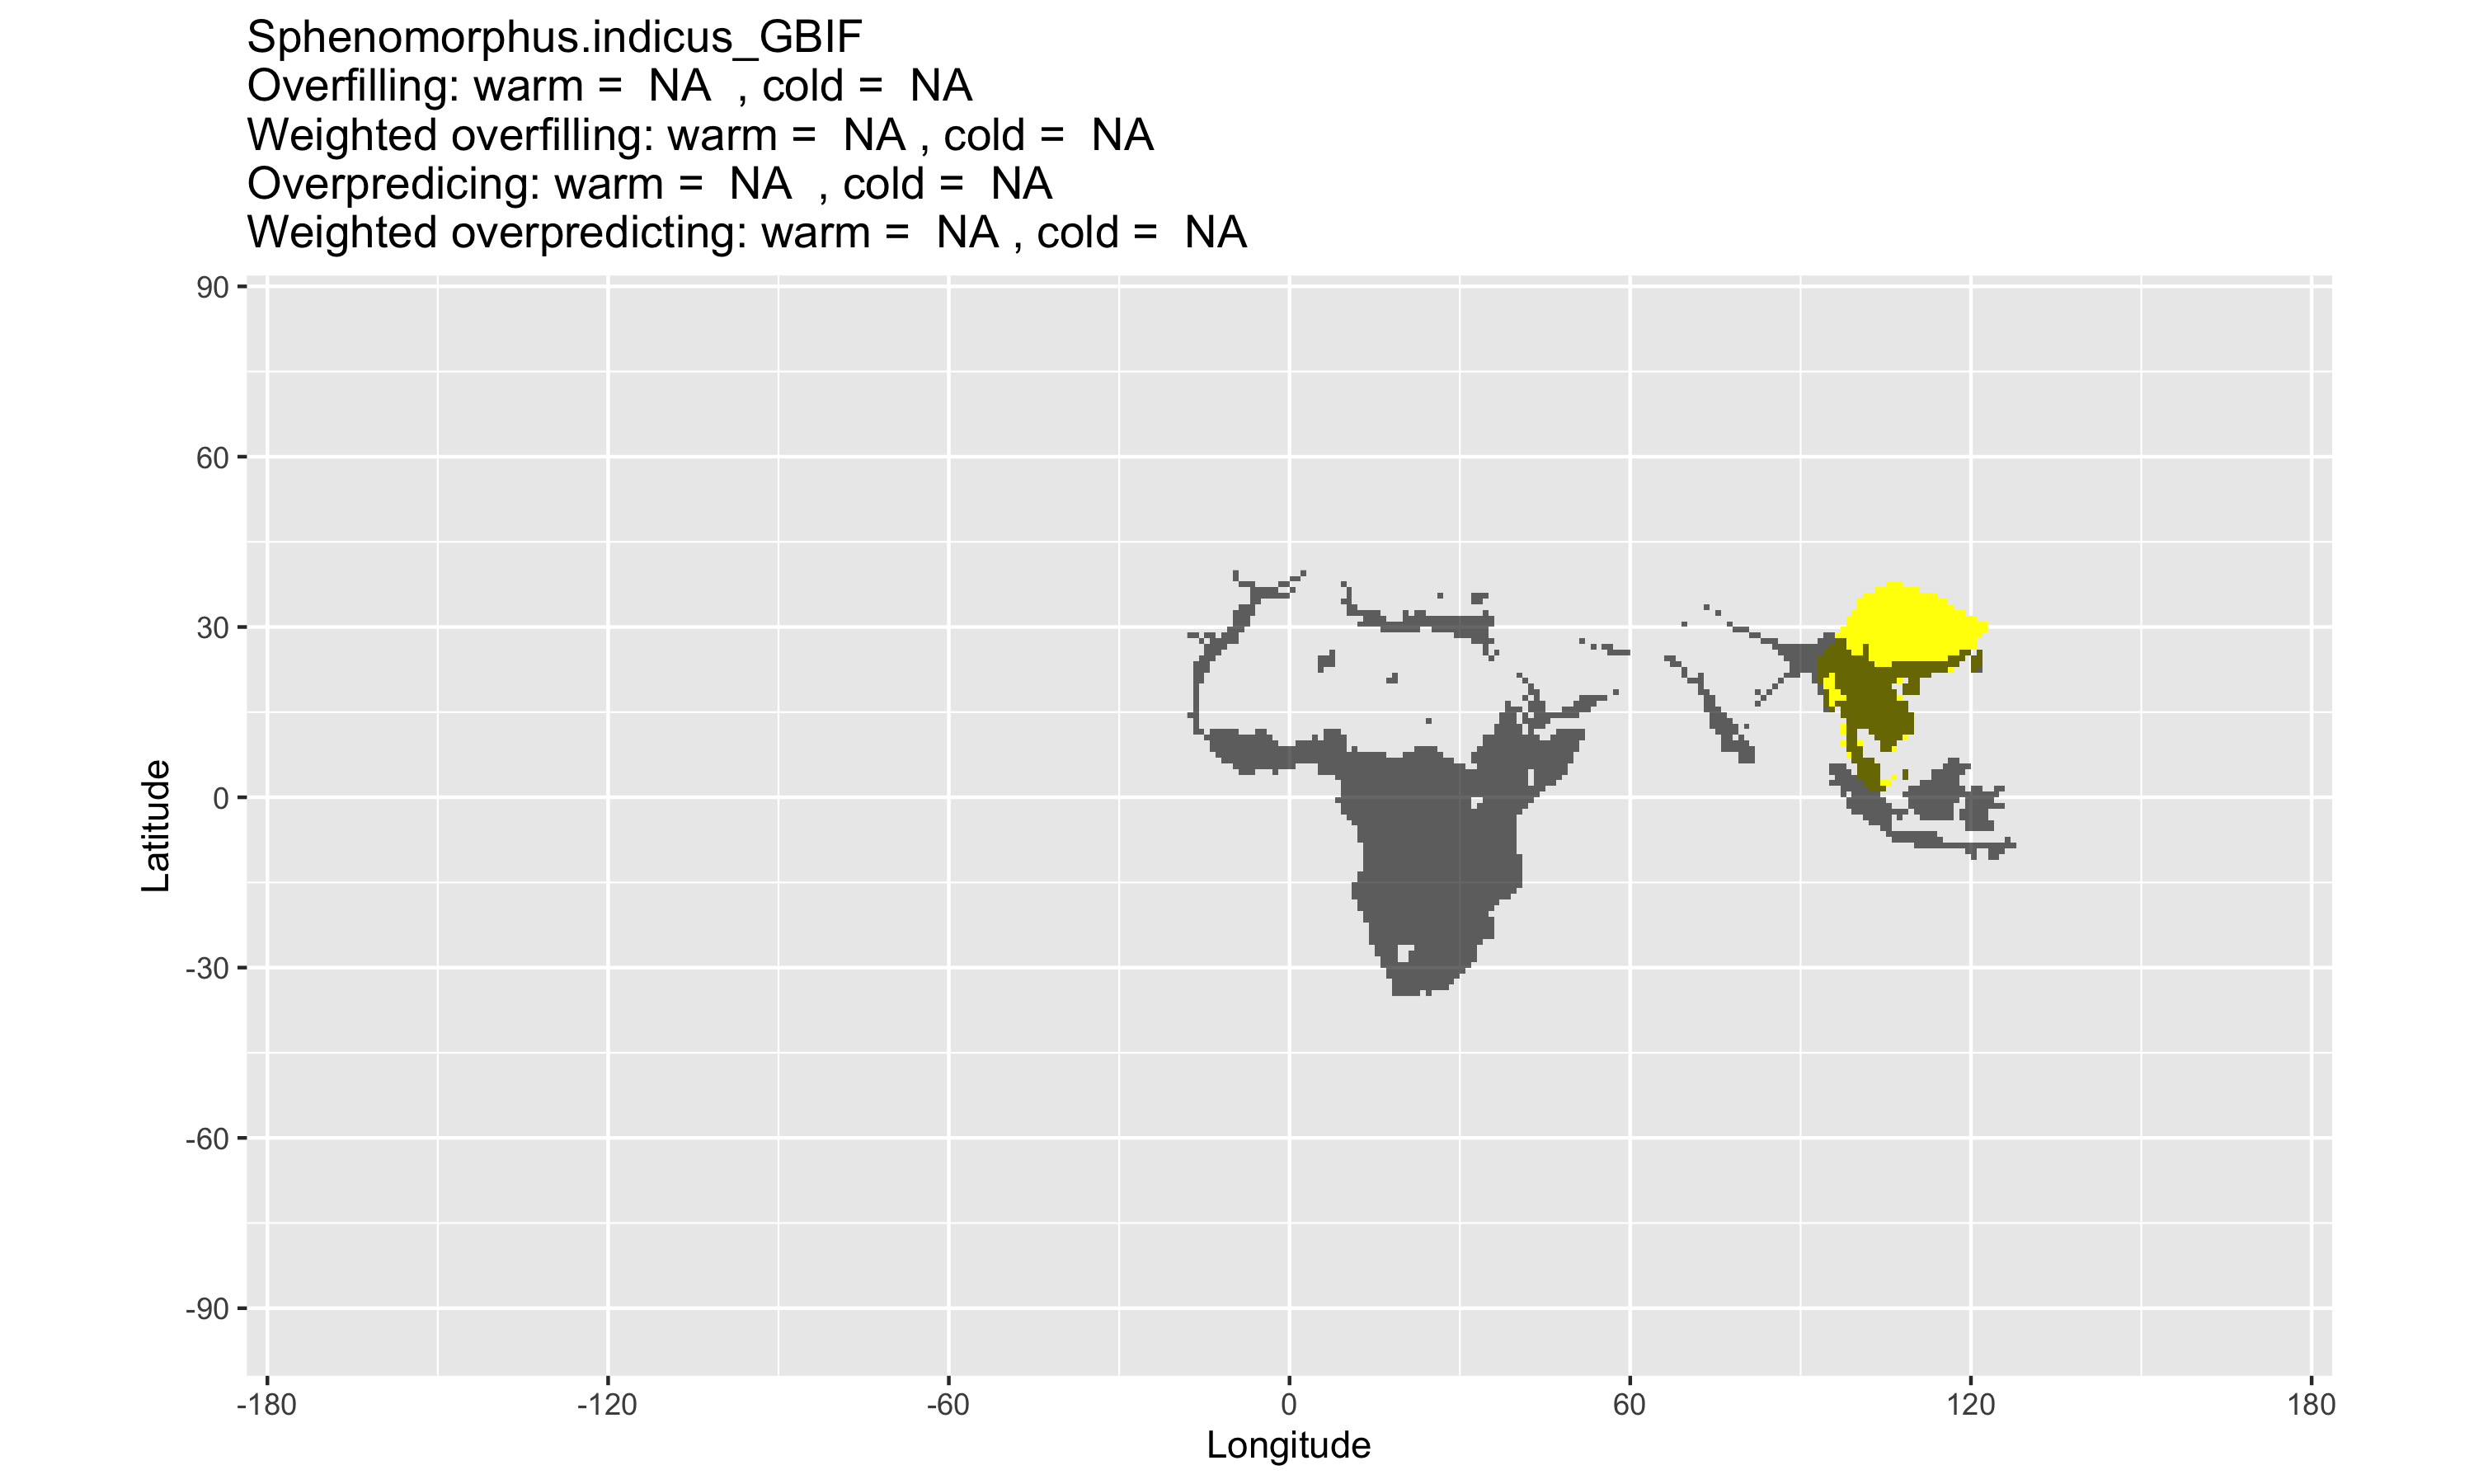 Sphenomorphus.indicus_GBIF
Overfilling: warm =  NA  , cold =  NA
Weighted overfilling: warm =  NA , cold =  NA
Overpredicing: warm =  NA  , cold =  NA
Weighted overpredicting: warm =  NA , cold =  NA
90
60
30
0
-30
-60
-90
Latitude
-180
-120
-60
0
60
120
180
Longitude